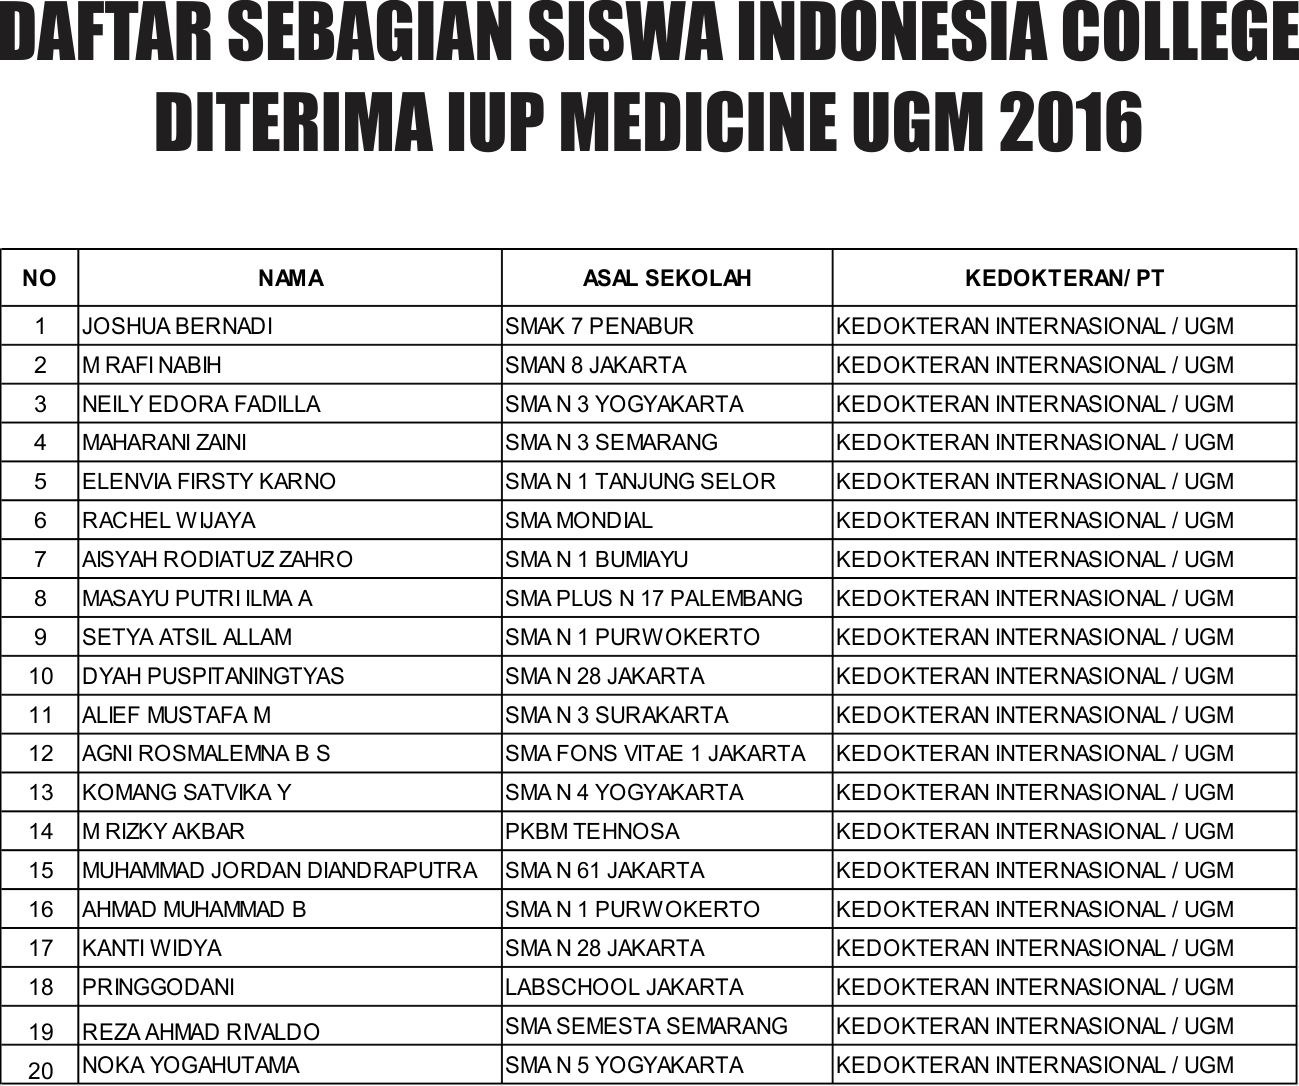 DAFTAR SEBAGIAN SISWA INDONESIA COLLEGE
DITERIMA IUP MEDICINE UGM 2016
NO NAMA ASAL SEKOLAH KEDOKTERAN/ PT
1 JOSHUA BERNADI SMAK 7 PENABUR KEDOKTERAN INTERNASIONAL / UGM
2 M RAFI NABIH SMAN 8 JAKARTA KEDOKTERAN INTERNASIONAL / UGM
3 NEILY EDORA FADILLA SMA N 3 YOGYAKARTA KEDOKTERAN INTERNASIONAL / UGM
4 MAHARANI ZAINI SMA N 3 SEMARANG KEDOKTERAN INTERNASIONAL / UGM
5 ELENVIA FIRSTY KARNO SMA N 1 TANJUNG SELOR KEDOKTERAN INTERNASIONAL / UGM
6 RACHEL WIJAYA SMA MONDIAL KEDOKTERAN INTERNASIONAL / UGM
7 AISYAH RODIATUZ ZAHRO SMA N 1 BUMIAYU KEDOKTERAN INTERNASIONAL / UGM
8 MASAYU PUTRI ILMA A SMA PLUS N 17 PALEMBANG KEDOKTERAN INTERNASIONAL / UGM
9 SETYA ATSIL ALLAM SMA N 1 PURWOKERTO KEDOKTERAN INTERNASIONAL / UGM
10 DYAH PUSPITANINGTYAS SMA N 28 JAKARTA KEDOKTERAN INTERNASIONAL / UGM
11 ALIEF MUSTAFA M SMA N 3 SURAKARTA KEDOKTERAN INTERNASIONAL / UGM
12 AGNI ROSMALEMNA B S SMA FONS VITAE 1 JAKARTA KEDOKTERAN INTERNASIONAL / UGM
13 KOMANG SATVIKA Y SMA N 4 YOGYAKARTA KEDOKTERAN INTERNASIONAL / UGM
14 M RIZKY AKBAR PKBM TEHNOSA KEDOKTERAN INTERNASIONAL / UGM
15 MUHAMMAD JORDAN DIANDRAPUTRA SMA N 61 JAKARTA KEDOKTERAN INTERNASIONAL / UGM
16 AHMAD MUHAMMAD B SMA N 1 PURWOKERTO KEDOKTERAN INTERNASIONAL / UGM
17 KANTI WIDYA SMA N 28 JAKARTA KEDOKTERAN INTERNASIONAL / UGM
18 PRINGGODANI LABSCHOOL JAKARTA KEDOKTERAN INTERNASIONAL / UGM
19 REZA AHMAD RIVALDO SMA SEMESTA SEMARANG KEDOKTERAN INTERNASIONAL / UGM
20 NOKA YOGAHUTAMA SMA N 5 YOGYAKARTA KEDOKTERAN INTERNASIONAL / UGM